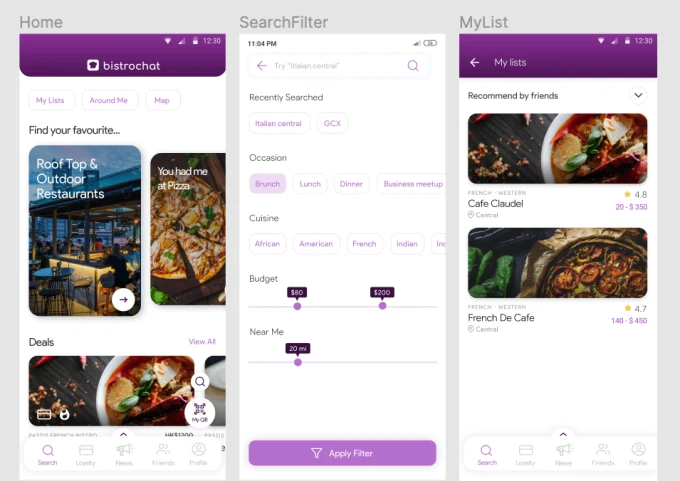 Home
12:30
bistrochat
My Lists
Around Me
Map
Find your favourite...
Roof Top &
Outdoor
Restaurants
You had me
at Pizza
Deals
View All
My QR
HK$1200
Search
Loyalty
News
Friends
Profile
SearchFilter
11:04 PM
Try "Itlaian central"
Recently Searched
Italian central
GCX
Occasion
Brunch
Lunch
Dinner
Business meetup
Cuisine
African
American
French
Indian
Budget
$80
$200
Near Me
20 mi
Apply Filter
MyList
12:30
My lists
Recommend by friends
FRENCH · WESTERN
4.8
Cafe Claudel
20 - $ 350
Central
FRENCH · WESTERN
4.7
French De Cafe
140 - $ 450
Central
Search
Loyalty
News
Friends
Profile